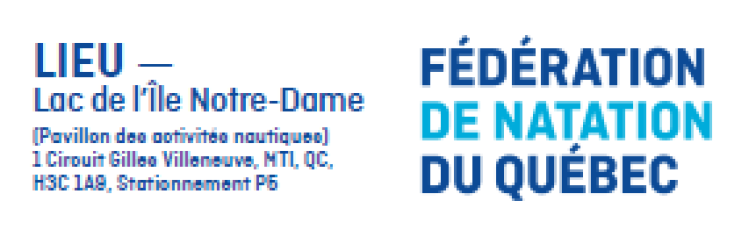 LIEU —
Lac de l'Île Notre-Dame
(Pavillon des activités nautiques)
1 Circuit Gilles Villeneuve, MTl, QC,
H3C 1A9, Stationnement P5
FÉDÉRATION
DE NATATION
DU QUÉBEC